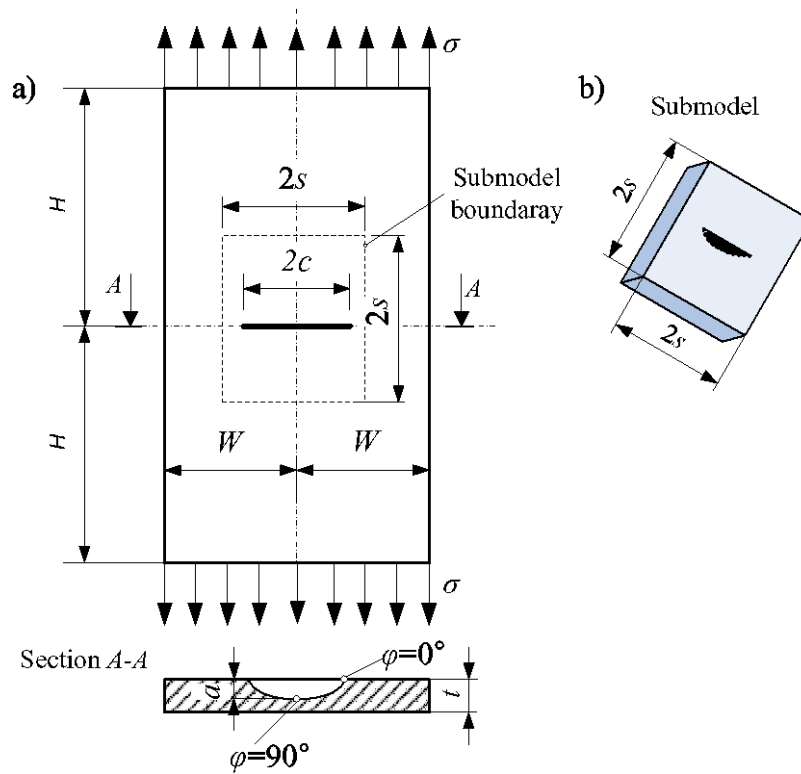 σ
a)
b)
Submodel
2s
Submodel
boundaray
H
2s
2c
A
A
2s
2s
H
W
W
σ
Section A-A
φ=0°
a
t
φ=90°